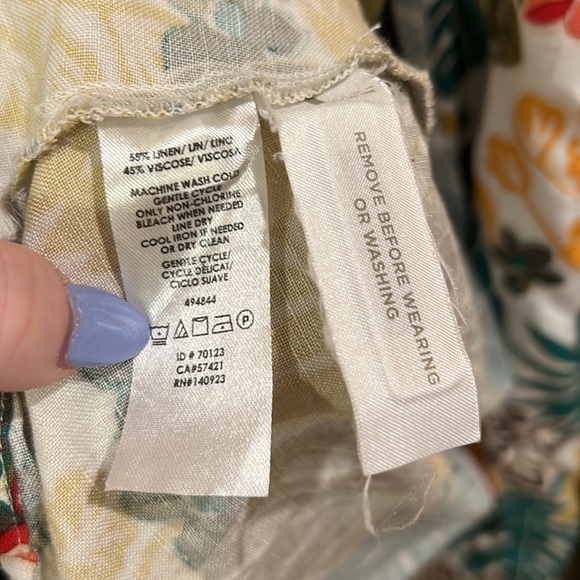 55% LINEN/ LIN/ LINO
45% VISCOSE/ VISCOSA
MACHINE WASH COLD
GENTLE CYCLE
ONLY NON-CHLORINE
BLEACH WHEN NEEDED
LINE DRY
COOL IRON IF NEEDED
OR DRY CLEAN
GENTLE CYCLE/
CYCLE DELICAT/
CICLO SUAVE
494844
P
ID # 70123
CA#57421
RN#140923
REMOVE BEFORE WEARING
OR WASHING